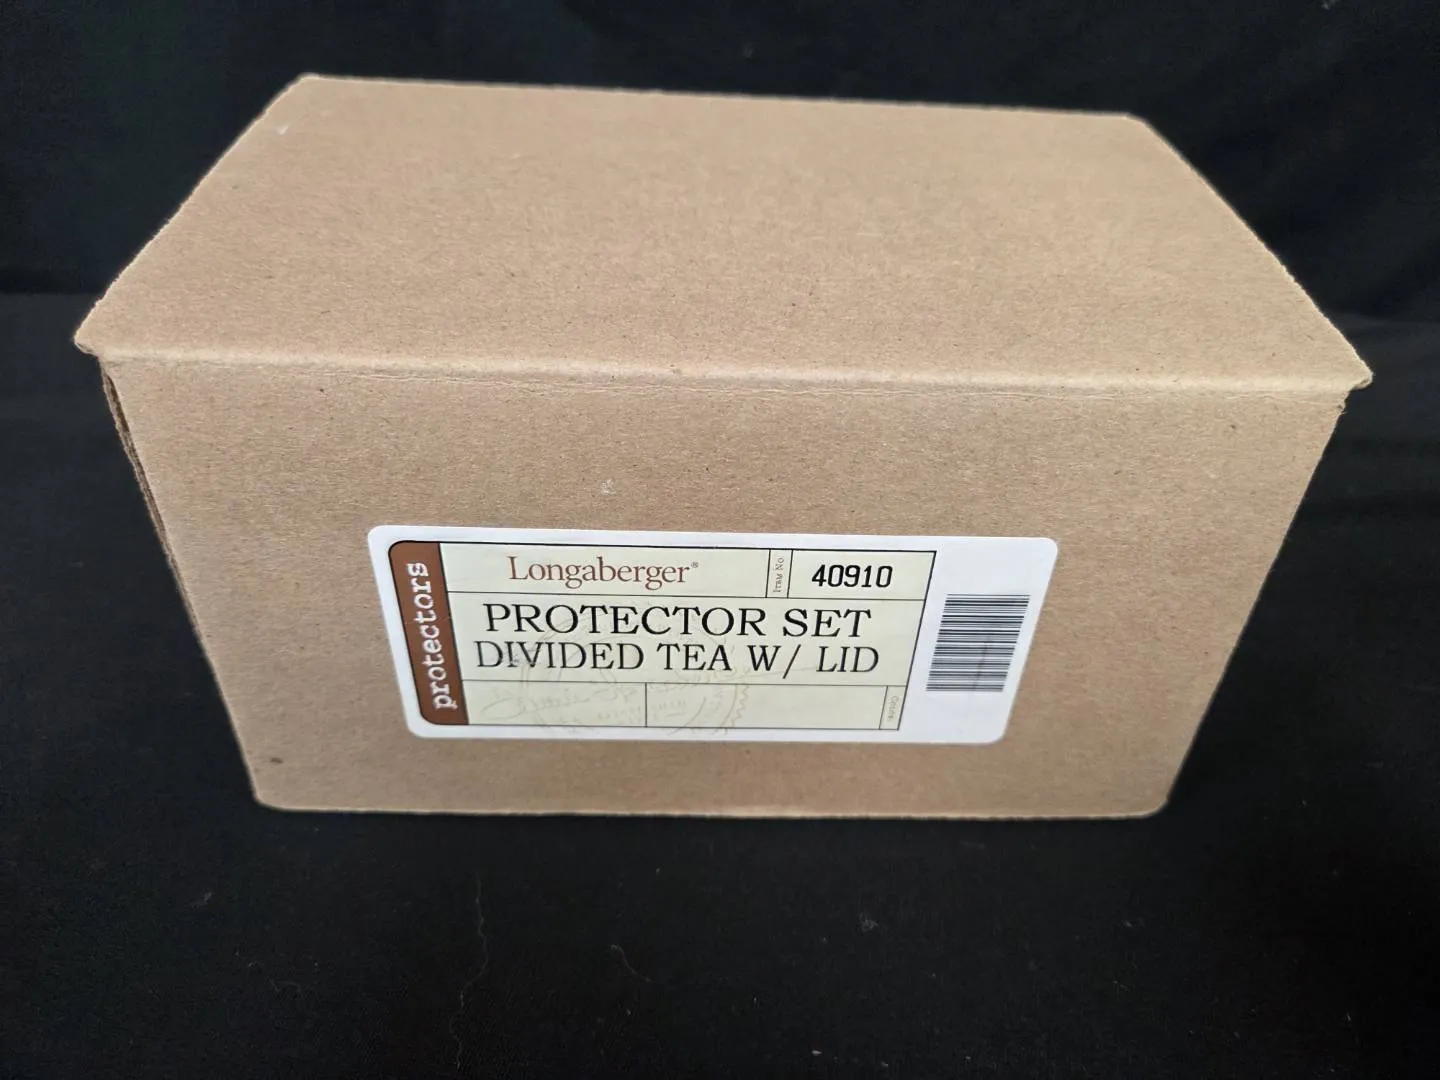 protectors
Longaberger®
Item No.
40910
PROTECTOR SET
DIVIDED TEA W/ LID